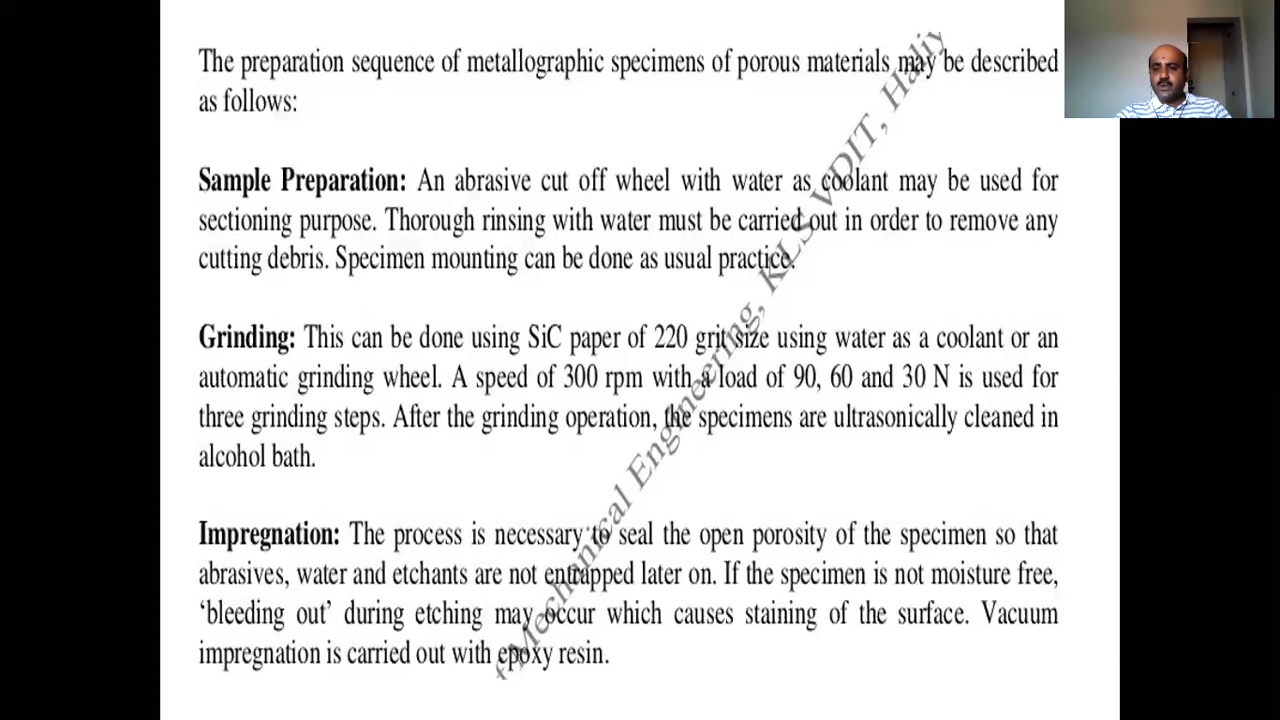 The preparation sequence of metallographic specimens of porous materials may be described
as follows:
Sample Preparation: An abrasive cut off wheel with water as coolant may be used for
sectioning purpose. Thorough rinsing with water must be carried out in order to remove any
cutting debris. Specimen mounting can be done as usual practice.
Grinding: This can be done using SiC paper of 220 grit size using water as a coolant or an
automatic grinding wheel. A speed of 300 rpm with a load of 90, 60 and 30 N is used for
three grinding steps. After the grinding operation, the specimens are ultrasonically cleaned in
alcohol bath.
Impregnation: The process is necessary to seal the open porosity of the specimen so that
abrasives, water and etchants are not entrapped later on. If the specimen is not moisture free,
‘bleeding out’ during etching may occur which causes staining of the surface. Vacuum
impregnation is carried out with epoxy resin.
Mechanical Engineering, KLS VDIT, Haliy